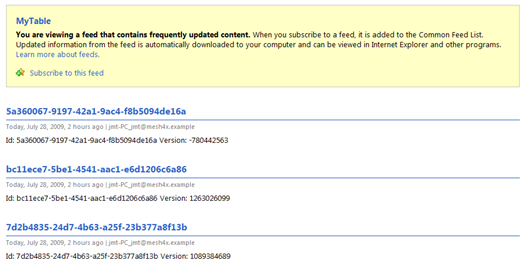 MyTable
You are viewing a feed that contains frequently updated content. When you subscribe to a feed, it is added to the Common Feed List.
Updated information from the feed is automatically downloaded to your computer and can be viewed in Internet Explorer and other programs.
Learn more about feeds.
Subscribe to this feed
5a360067-9197-42a1-9ac4-f8b5094de16a
Today, July 28, 2009, 2 hours ago | jmt-PC_jmt@mesh4x.example
Id: 5a360067-9197-42a1-9ac4-f8b5094de16a Version: -780442563
bc11ece7-5be1-4541-aac1-e6d1206c6a86
Today, July 28, 2009, 2 hours ago | jmt-PC_jmt@mesh4x.example
Id: bc11ece7-5be1-4541-aac1-e6d1206c6a86 Version: 1263026099
7d2b4835-24d7-4b63-a25f-23b377a8f13b
Today, July 28, 2009, 2 hours ago | jmt-PC_jmt@mesh4x.example
Id: 7d2b4835-24d7-4b63-a25f-23b377a8f13b Version: 1089384689